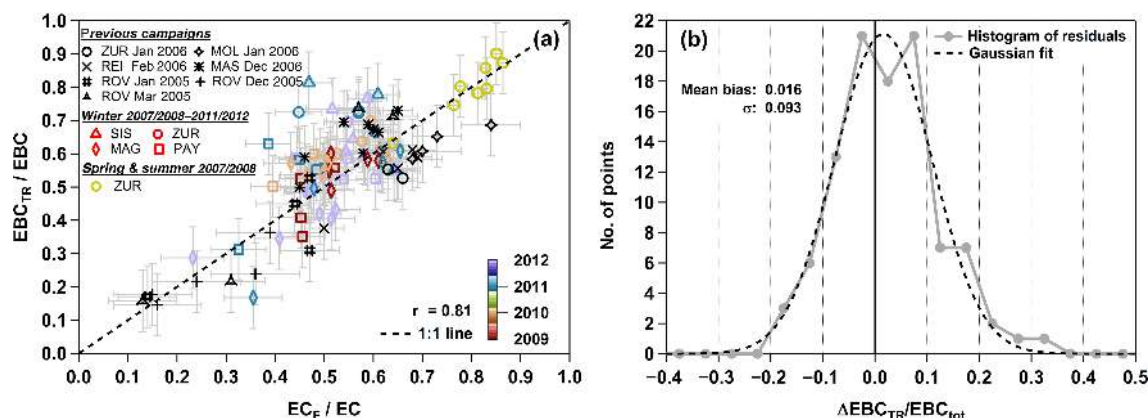 (a)
Previous campaigns
ZUR Jan 2006 MOL Jan 2006
REI Feb 2006 MAS Dec 2006
ROV Jan 2005 ROV Dec 2005
ROV Mar 2005
Winter 2007/2008–2011/2012
SIS ZUR
MAG PAY
Spring & summer 2007/2008
ZUR
2012
2011
2010
2009
r = 0.81
1:1 line
1.0
0.9
0.8
0.7
0.6
0.5
0.4
0.3
0.2
0.1
0.0
EBC_TR / EBC
0.0 0.1 0.2 0.3 0.4 0.5 0.6 0.7 0.8 0.9 1.0
EC_F / EC
(b)
Histogram of residuals
Gaussian fit
Mean bias: 0.016
σ: 0.093
22
20
18
16
14
12
10
8
6
4
2
0
No. of points
−0.4 −0.3 −0.2 −0.1 0.0 0.1 0.2 0.3 0.4 0.5
ΔEBC_TR/EBC_tot